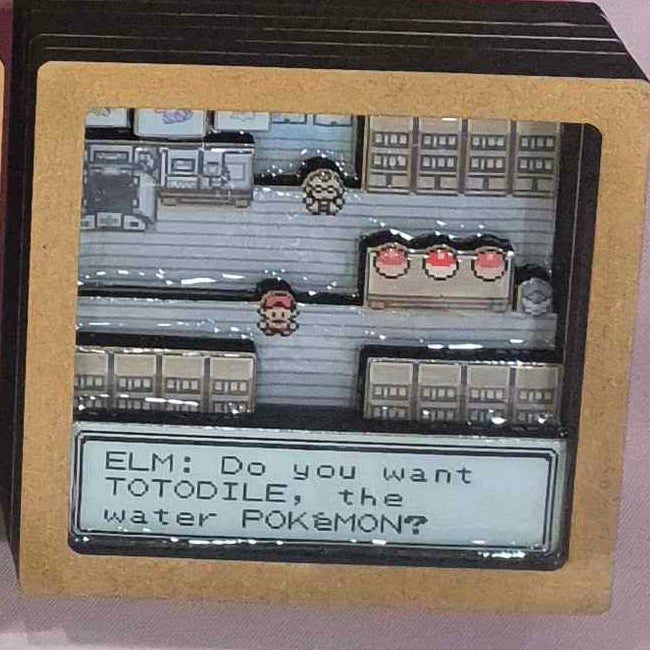 ELM: Do you want
TOTODILE, the
water POKéMON?